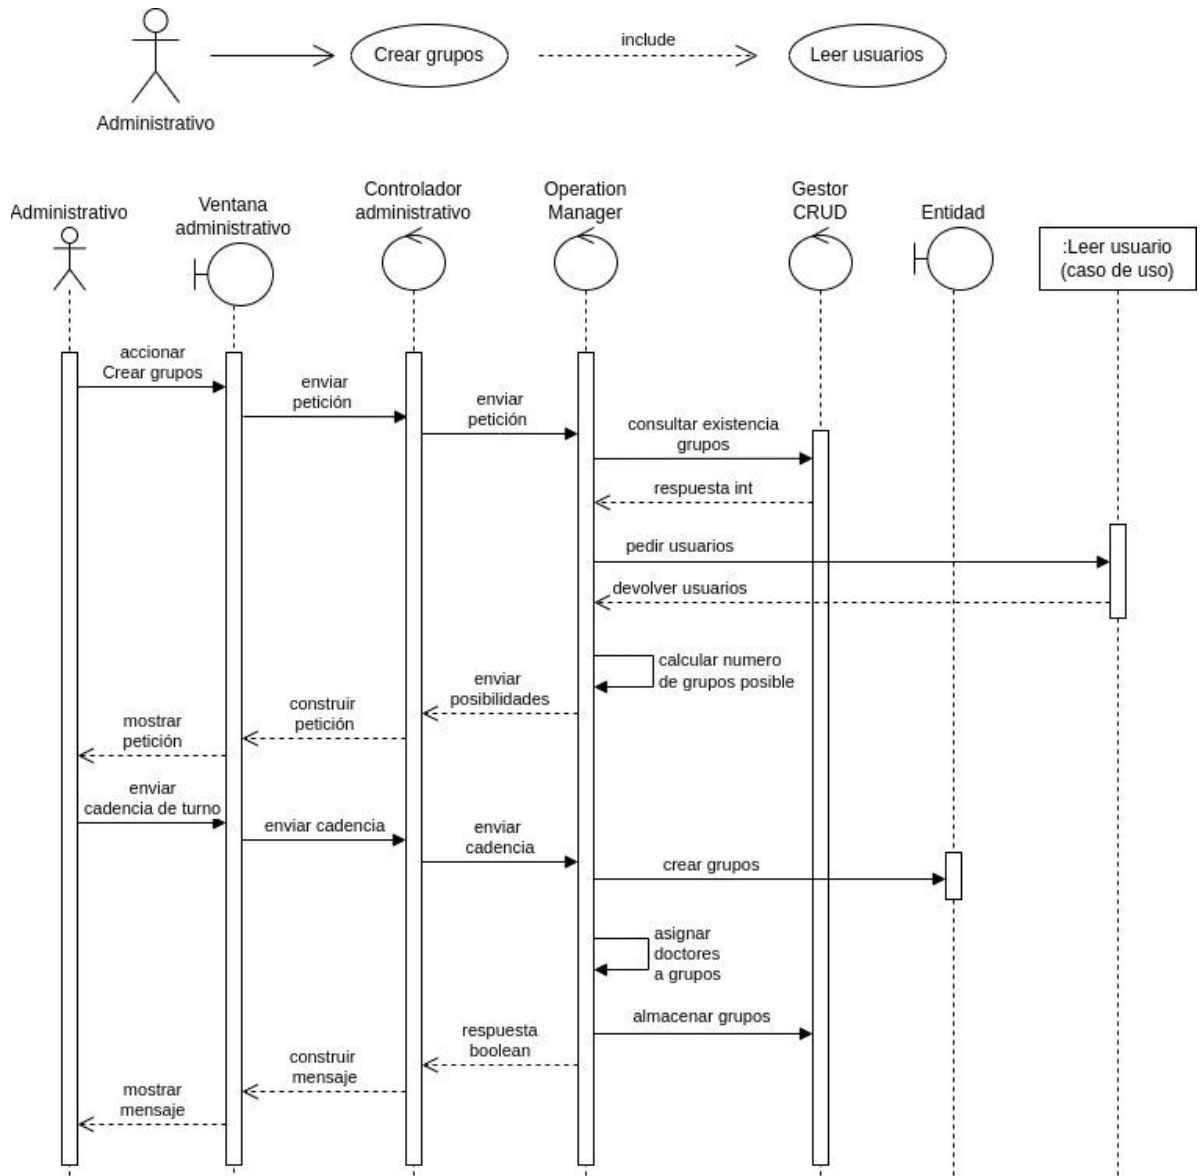 include
Crear grupos
Leer usuarios
Administrativo
Administrativo
Ventana
administrativo
Controlador
administrativo
Operation
Manager
Gestor
CRUD
Entidad
:Leer usuario
(caso de uso)
accionar
Crear grupos
enviar
petición
enviar
petición
consultar existencia
grupos
respuesta int
pedir usuarios
devolver usuarios
calcular numero
de grupos posible
enviar
posibilidades
construir
petición
mostrar
petición
enviar
cadencia de turno
enviar cadencia
enviar
cadencia
crear grupos
asignar
doctores
a grupos
almacenar grupos
respuesta
boolean
construir
mensaje
mostrar
mensaje